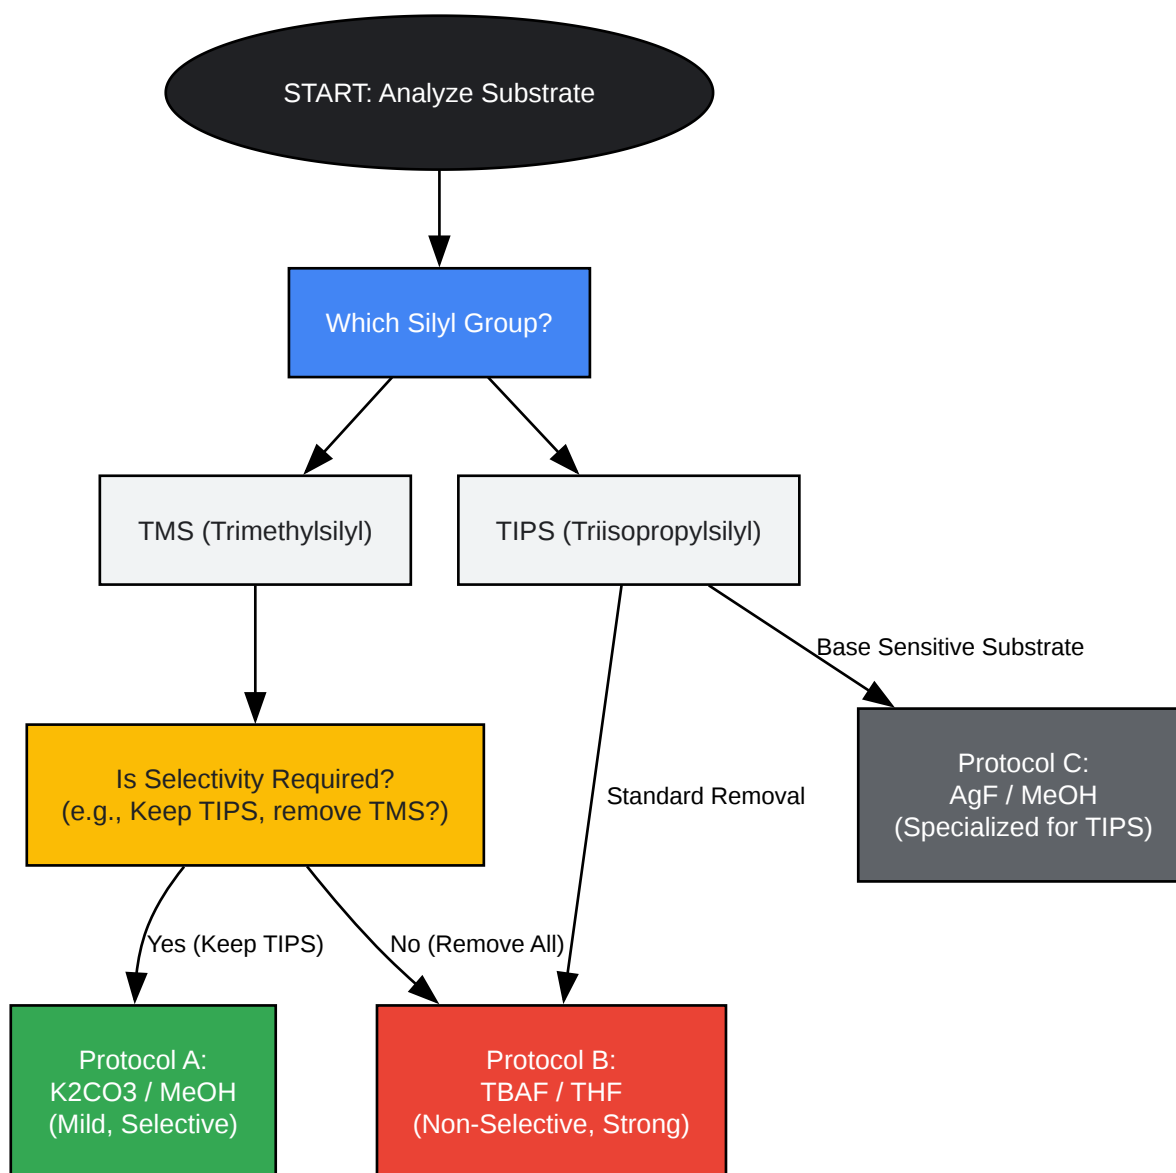 START: Analyze Substrate
Which Silyl Group?
TMS (Trimethylsilyl)
TIPS (Triisopropylsilyl)
Base Sensitive Substrate
Is Selectivity Required?
(e.g., Keep TIPS, remove TMS?)
Standard Removal
Protocol C:
AgF / MeOH
(Specialized for TIPS)
Yes (Keep TIPS)
No (Remove All)
Protocol A:
K2CO3 / MeOH
(Mild, Selective)
Protocol B:
TBAF / THF
(Non-Selective, Strong)